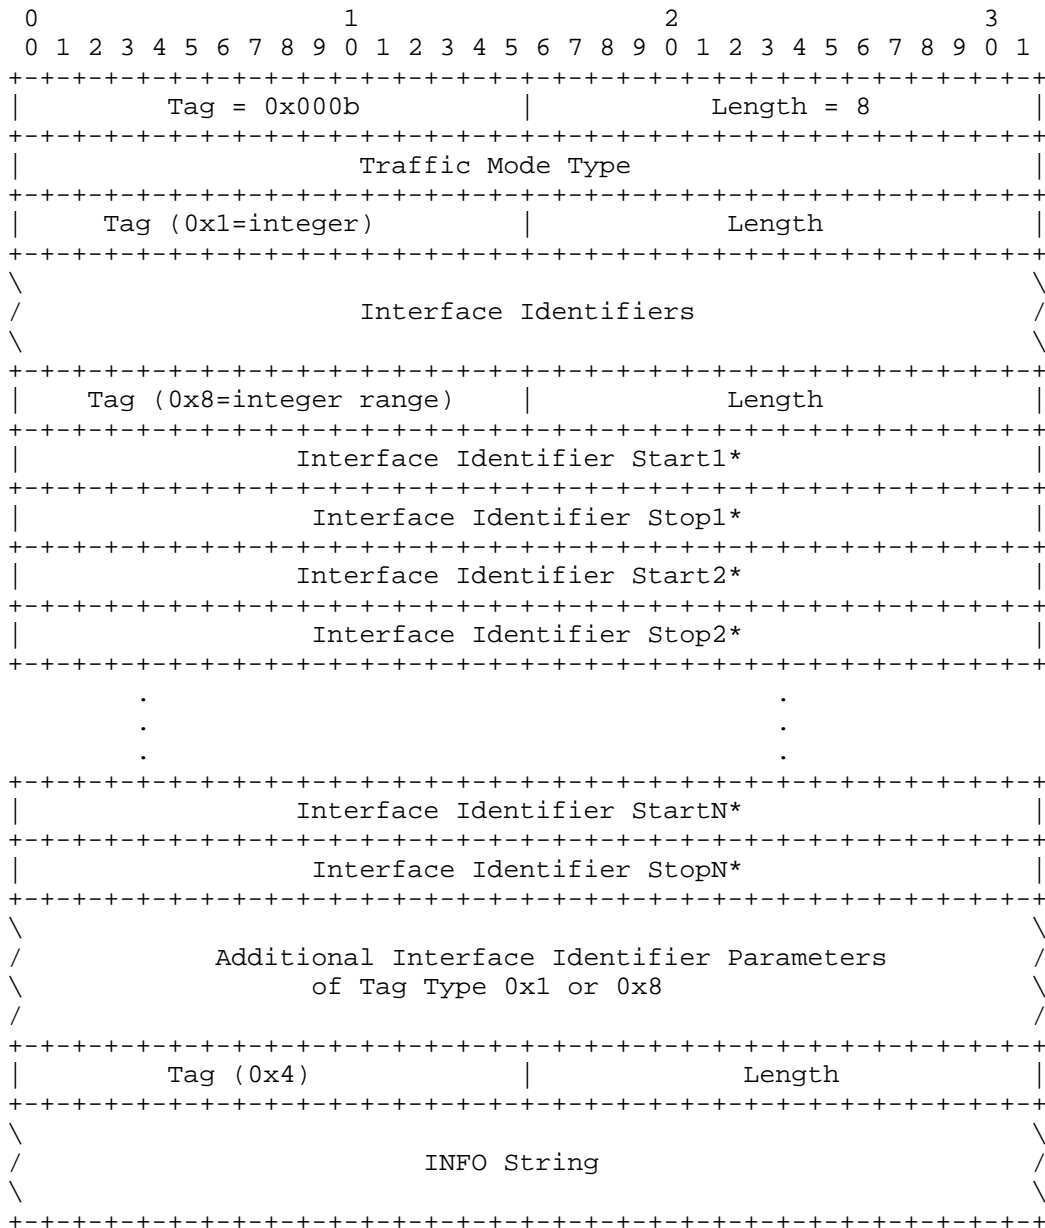 0                   1                   2                   3
 0 1 2 3 4 5 6 7 8 9 0 1 2 3 4 5 6 7 8 9 0 1 2 3 4 5 6 7 8 9 0 1
+-+-+-+-+-+-+-+-+-+-+-+-+-+-+-+-+-+-+-+-+-+-+-+-+-+-+-+-+-+-+-+-+
|         Tag = 0x000b          |           Length = 8          |
+-+-+-+-+-+-+-+-+-+-+-+-+-+-+-+-+-+-+-+-+-+-+-+-+-+-+-+-+-+-+-+-+
|                     Traffic Mode Type                         |
+-+-+-+-+-+-+-+-+-+-+-+-+-+-+-+-+-+-+-+-+-+-+-+-+-+-+-+-+-+-+-+-+
|     Tag (0x1=integer)         |            Length             |
+-+-+-+-+-+-+-+-+-+-+-+-+-+-+-+-+-+-+-+-+-+-+-+-+-+-+-+-+-+-+-+-+
\                                                               \
/                     Interface Identifiers                     /
\                                                               \
+-+-+-+-+-+-+-+-+-+-+-+-+-+-+-+-+-+-+-+-+-+-+-+-+-+-+-+-+-+-+-+-+
|    Tag (0x8=integer range)    |            Length             |
+-+-+-+-+-+-+-+-+-+-+-+-+-+-+-+-+-+-+-+-+-+-+-+-+-+-+-+-+-+-+-+-+
|                 Interface Identifier Start1*                  |
+-+-+-+-+-+-+-+-+-+-+-+-+-+-+-+-+-+-+-+-+-+-+-+-+-+-+-+-+-+-+-+-+
|                  Interface Identifier Stop1*                  |
+-+-+-+-+-+-+-+-+-+-+-+-+-+-+-+-+-+-+-+-+-+-+-+-+-+-+-+-+-+-+-+-+
|                 Interface Identifier Start2*                  |
+-+-+-+-+-+-+-+-+-+-+-+-+-+-+-+-+-+-+-+-+-+-+-+-+-+-+-+-+-+-+-+-+
|                  Interface Identifier Stop2*                  |
+-+-+-+-+-+-+-+-+-+-+-+-+-+-+-+-+-+-+-+-+-+-+-+-+-+-+-+-+-+-+-+-+
        .                                       .
        .                                       .
        .                                       .
+-+-+-+-+-+-+-+-+-+-+-+-+-+-+-+-+-+-+-+-+-+-+-+-+-+-+-+-+-+-+-+-+
|                 Interface Identifier StartN*                  |
+-+-+-+-+-+-+-+-+-+-+-+-+-+-+-+-+-+-+-+-+-+-+-+-+-+-+-+-+-+-+-+-+
|                  Interface Identifier StopN*                  |
+-+-+-+-+-+-+-+-+-+-+-+-+-+-+-+-+-+-+-+-+-+-+-+-+-+-+-+-+-+-+-+-+
\                                                               \
/            Additional Interface Identifier Parameters         /
\                  of Tag Type 0x1 or 0x8                       \
/                                                               /
+-+-+-+-+-+-+-+-+-+-+-+-+-+-+-+-+-+-+-+-+-+-+-+-+-+-+-+-+-+-+-+-+
|         Tag (0x4)             |             Length            |
+-+-+-+-+-+-+-+-+-+-+-+-+-+-+-+-+-+-+-+-+-+-+-+-+-+-+-+-+-+-+-+-+
\                                                               \
/                         INFO String                           /
\                                                               \
+-+-+-+-+-+-+-+-+-+-+-+-+-+-+-+-+-+-+-+-+-+-+-+-+-+-+-+-+-+-+-+-+